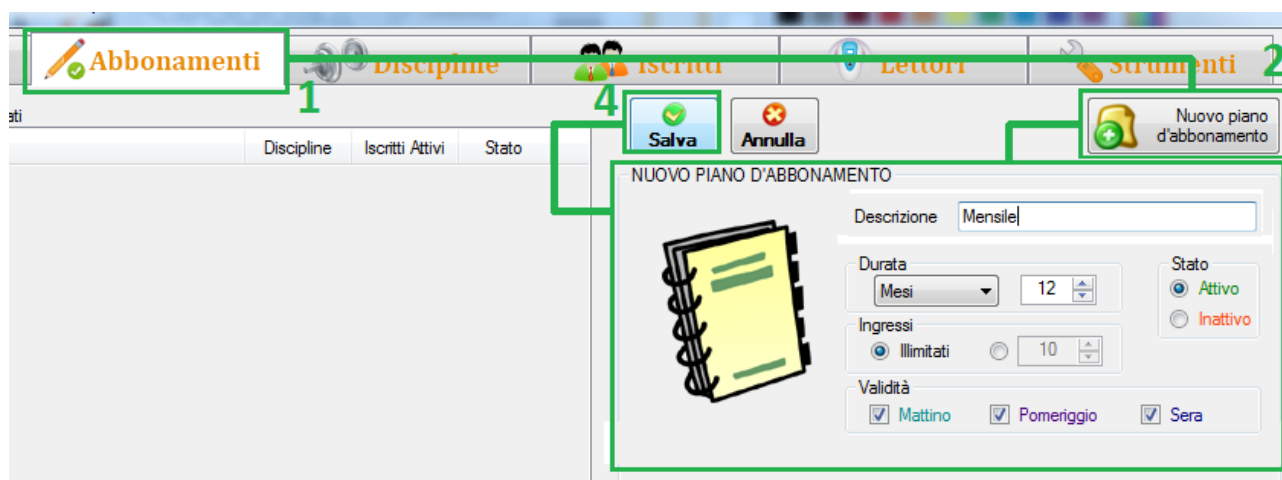 Abbonamenti Discipline Iscritti Lettori Strumenti 2
1 4
ati
Salva Annulla Nuovo piano
d'abbonamento
Discipline Iscritti Attivi Stato
NUOVO PIANO D'ABBONAMENTO
Descrizione Mensile
Durata Stato
Mesi 12 Attivo
Ingressi Inattivo
Illimitati 10
Validità
Mattino Pomeriggio Sera